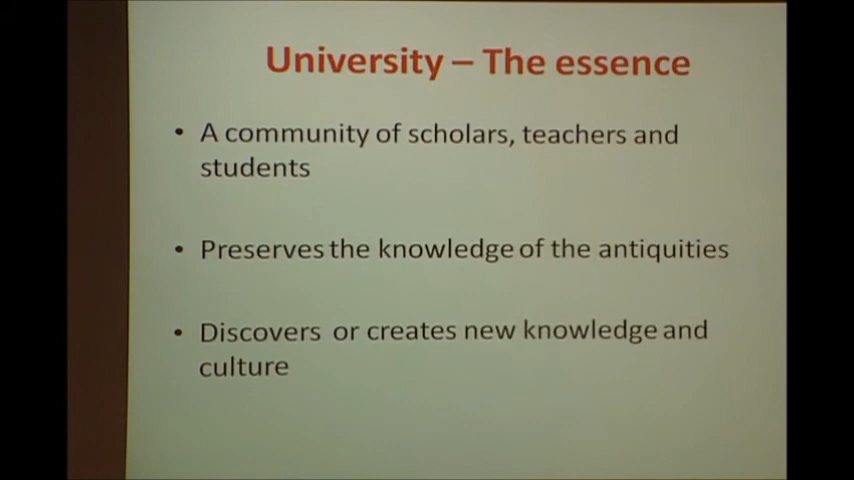 University – The essence
• A community of scholars, teachers and
students
• Preserves the knowledge of the antiquities
• Discovers or creates new knowledge and
culture